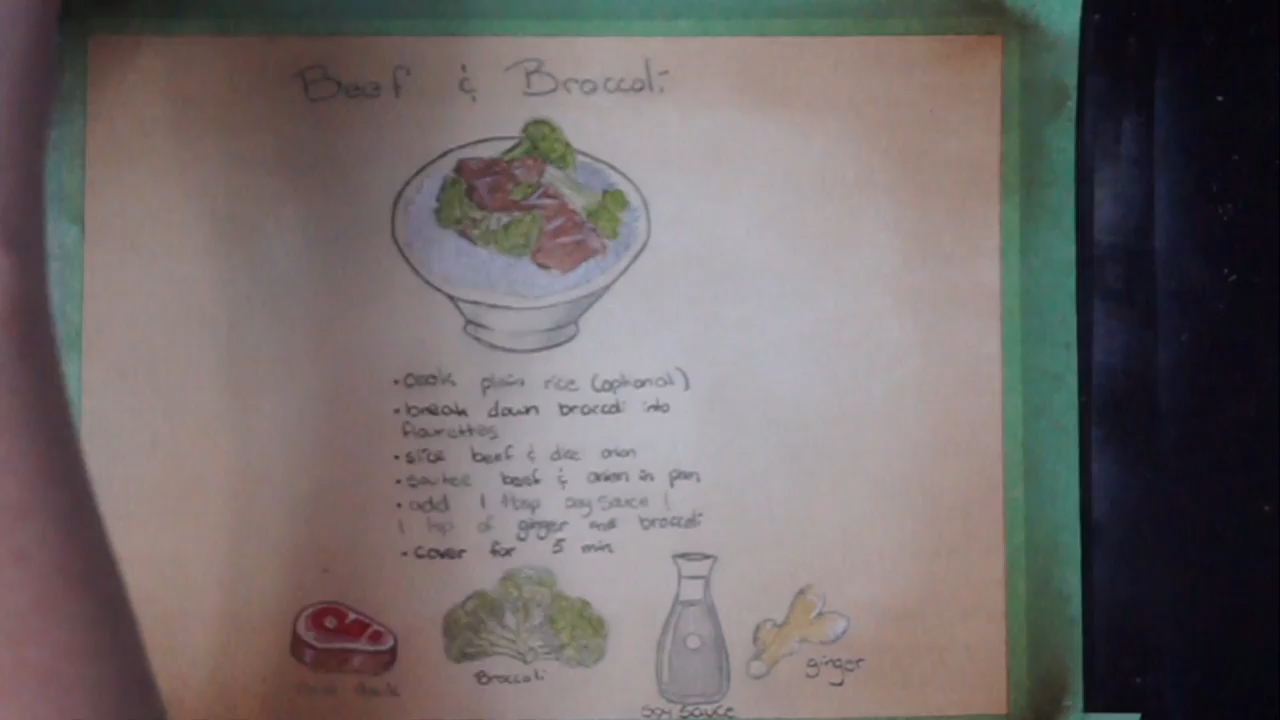 Beef & Broccoli
• cook plain rice (optional)
• break down broccoli into
flourettes
• slice beef & dice onion
• sautee beef & onion in pan
• add 1 tbsp soy sauce
1 tsp of ginger and broccoli
• cover for 5 min
Broccoli
ginger
soy sauce